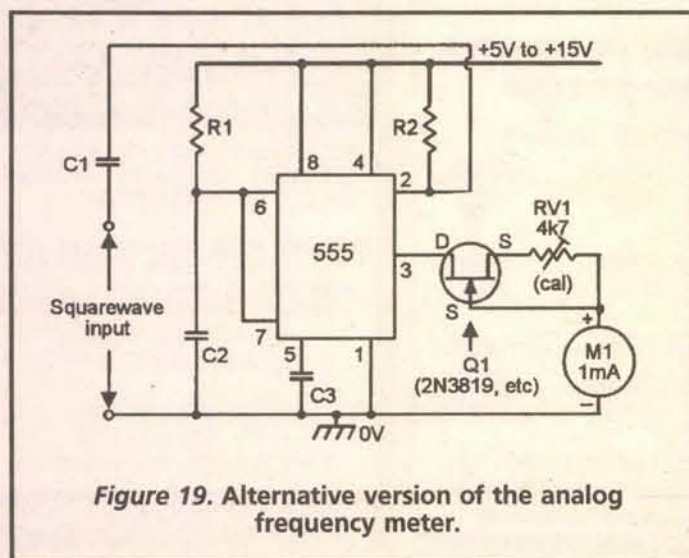 +5V to +15V
R1
R2
C1
8
4
2
6
555
3
D
S
RV1
4k7
(cal)
Squarewave
input
7
S
+
M1
1mA
−
C2
5
1
Q1
(2N3819, etc)
C3
0V
Figure 19. Alternative version of the analog
frequency meter.